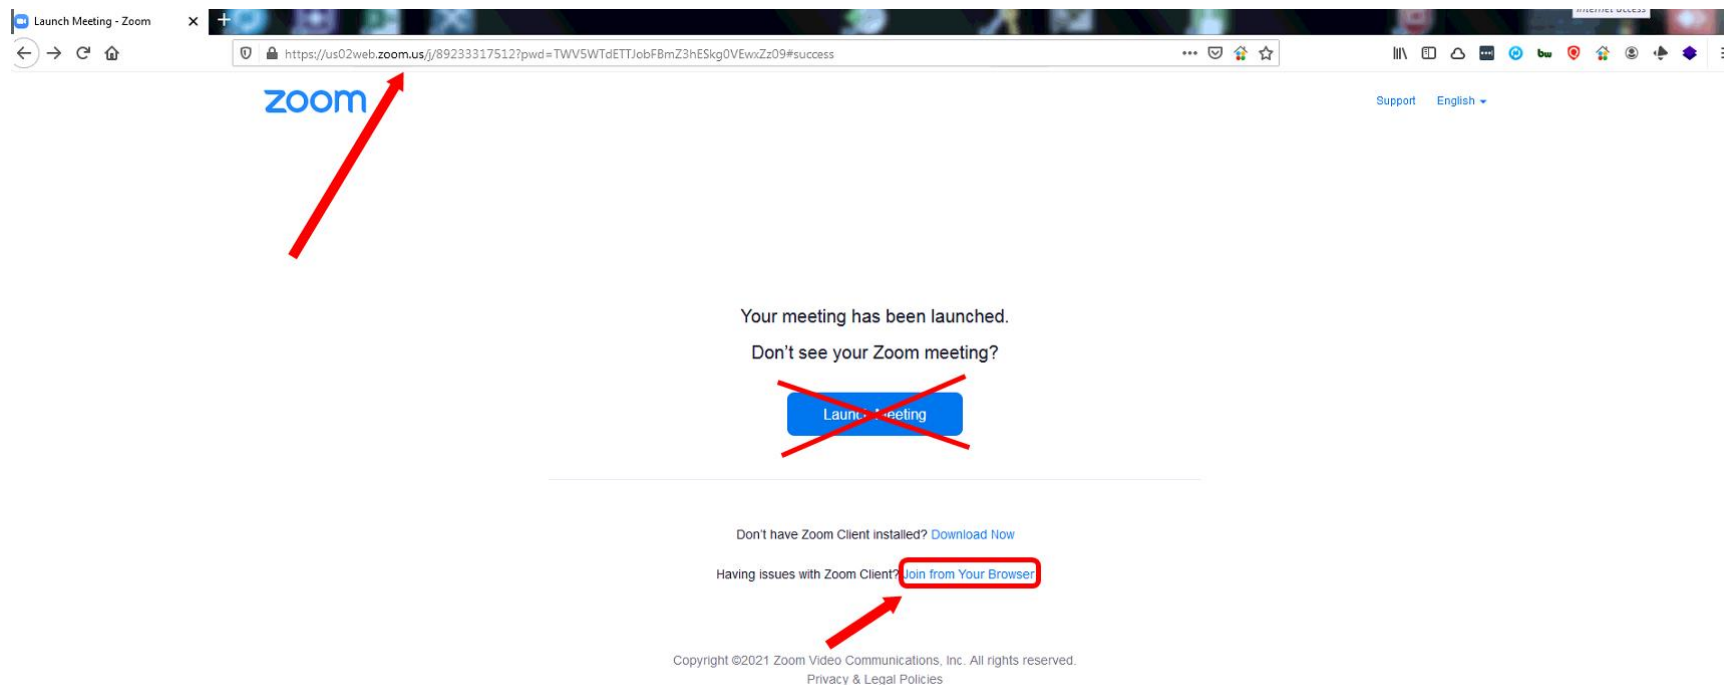 Launch Meeting - Zoom
https://us02web.zoom.us/j/89233317512?pwd=TWV5WTdETTJobFBmZ3hESkg0VEwxZz09#success
zoom
Support English
Your meeting has been launched.
Don't see your Zoom meeting?
Launch Meeting
Don't have Zoom Client installed? Download Now
Having issues with Zoom Client? Join from Your Browser
Copyright ©2021 Zoom Video Communications, Inc. All rights reserved.
Privacy & Legal Policies